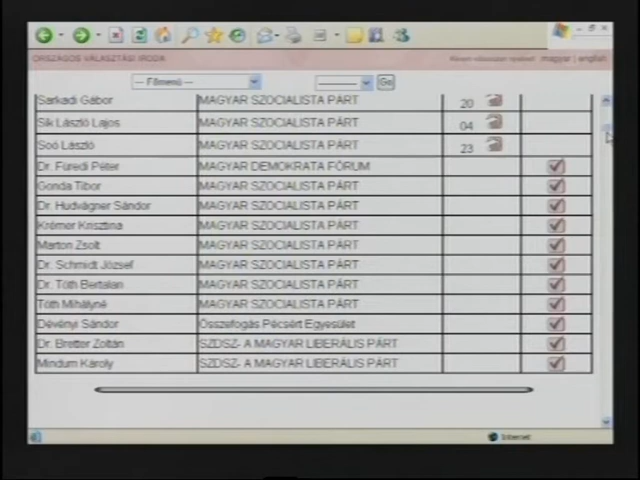 ORSZÁGOS VÁLASZTÁSI IRODA
magyar | english
--- Főmenü ---
Go
Sarkadi Gábor MAGYAR SZOCIALISTA PÁRT 20
Sik László Lajos MAGYAR SZOCIALISTA PÁRT 04
Soó László MAGYAR SZOCIALISTA PÁRT 23
Dr. Füredi Péter MAGYAR DEMOKRATA FÓRUM
Gonda Tibor MAGYAR SZOCIALISTA PÁRT
Dr. Hudvágner Sándor MAGYAR SZOCIALISTA PÁRT
Krémer Krisztina MAGYAR SZOCIALISTA PÁRT
Marton Zsolt MAGYAR SZOCIALISTA PÁRT
Dr. Schmidt József MAGYAR SZOCIALISTA PÁRT
Dr. Tóth Bertalan MAGYAR SZOCIALISTA PÁRT
Tóth Mihályné MAGYAR SZOCIALISTA PÁRT
Dévényi Sándor Összefogás Pécsért Egyesület
Dr. Bretter Zoltán SZDSZ- A MAGYAR LIBERÁLIS PÁRT
Mindum Károly SZDSZ- A MAGYAR LIBERÁLIS PÁRT
Internet